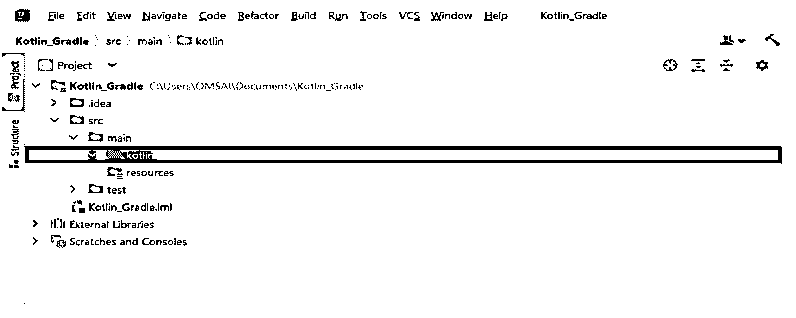 File Edit View Navigate Code Refactor Build Run Tools VCS Window Help Kotlin_Gradle
Kotlin_Gradle src main kotlin
Project
Kotlin_Gradle C:\Users\OMSAI\Documents\Kotlin_Gradle
.idea
src
main
kotlin
resources
test
Kotlin_Gradle.iml
External Libraries
Scratches and Consoles
Project
Structure